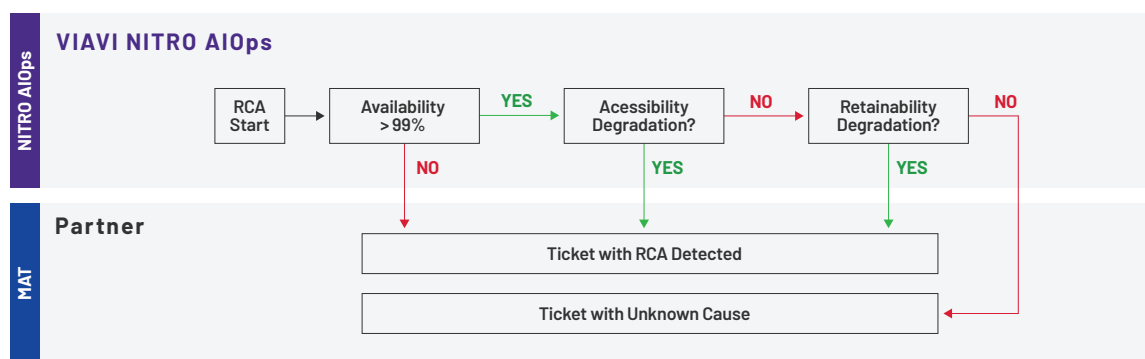 NITRO AIOps
VIAVI NITRO AIOps
RCA
Start
Availability
> 99%
YES
Acessibility
Degradation?
NO
Retainability
Degradation?
NO
NO
YES
YES
MAT
Partner
Ticket with RCA Detected
Ticket with Unknown Cause